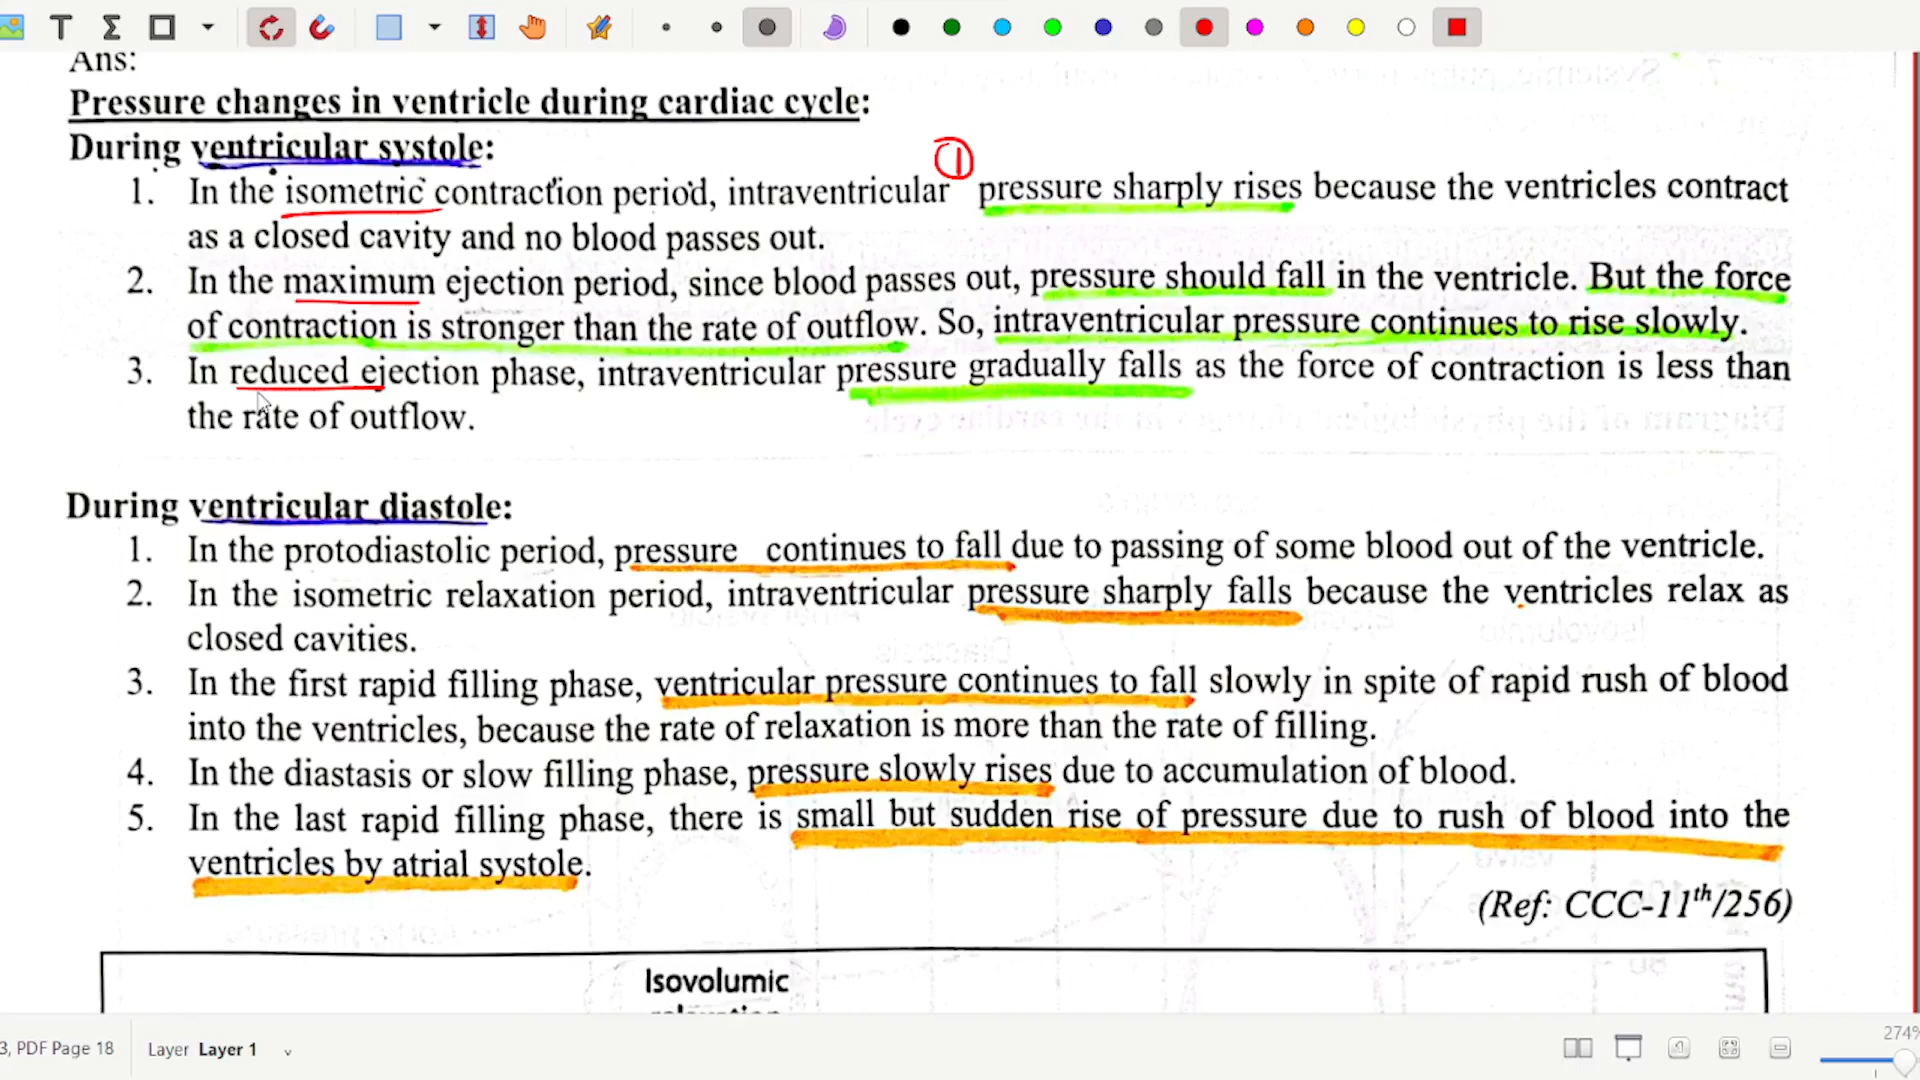 Ans:
Pressure changes in ventricle during cardiac cycle:
During ventricular systole:
1
1. In the isometric contraction period, intraventricular pressure sharply rises because the ventricles contract
as a closed cavity and no blood passes out.
2. In the maximum ejection period, since blood passes out, pressure should fall in the ventricle. But the force
of contraction is stronger than the rate of outflow. So, intraventricular pressure continues to rise slowly.
3. In reduced ejection phase, intraventricular pressure gradually falls as the force of contraction is less than
the rate of outflow.
During ventricular diastole:
1. In the protodiastolic period, pressure continues to fall due to passing of some blood out of the ventricle.
2. In the isometric relaxation period, intraventricular pressure sharply falls because the ventricles relax as
closed cavities.
3. In the first rapid filling phase, ventricular pressure continues to fall slowly in spite of rapid rush of blood
into the ventricles, because the rate of relaxation is more than the rate of filling.
4. In the diastasis or slow filling phase, pressure slowly rises due to accumulation of blood.
5. In the last rapid filling phase, there is small but sudden rise of pressure due to rush of blood into the
ventricles by atrial systole.
(Ref: CCC-11th/256)
Isovolumic
3, PDF Page 18
Layer Layer 1
274%